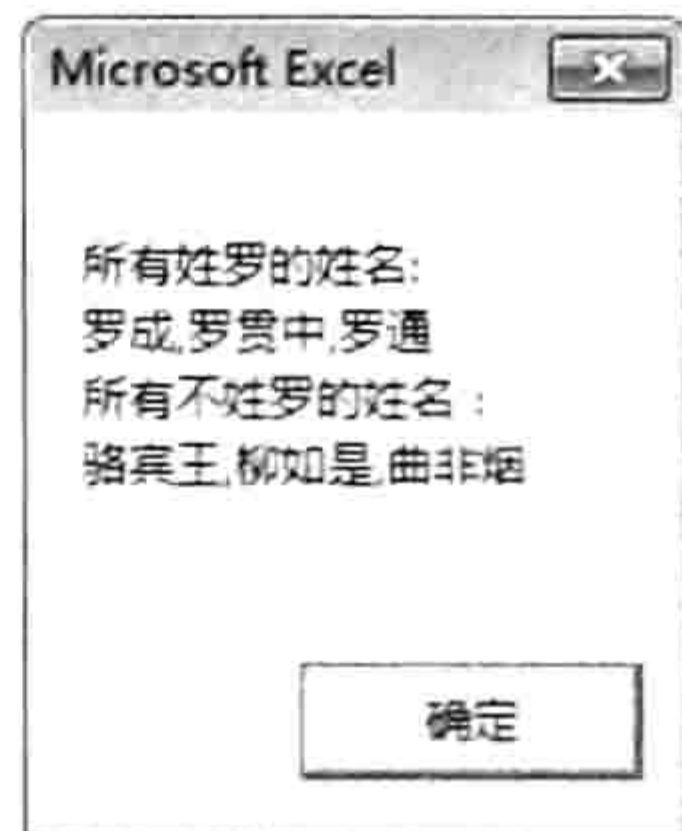 Microsoft Excel
所有姓罗的姓名:
罗成,罗贯中,罗通
所有不姓罗的姓名：
骆宾王,柳如是,曲非烟
确定